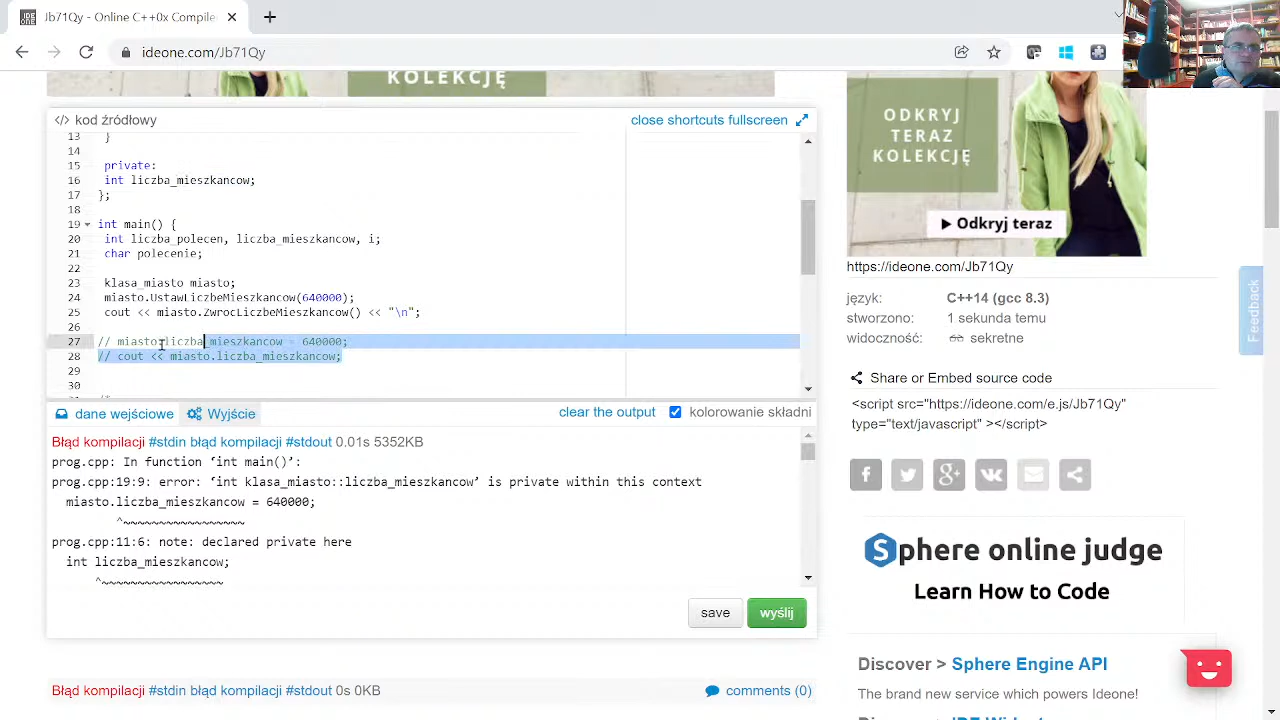 IDE
ONE
Jb71Qy - Online C++0x Compile
ideone.com/Jb71Qy
KOLEKCJĘ
</> kod źródłowy
close shortcuts fullscreen
13 }
14
15 private:
16 int liczba_mieszkancow;
17 };
18
19 int main() {
20 int liczba_polecen, liczba_mieszkancow, i;
21 char polecenie;
22
23 klasa_miasto miasto;
24 miasto.UstawLiczbeMieszkancow(640000);
25 cout << miasto.ZwrocLiczbeMieszkancow() << "\n";
26
27 // miasto.liczba_mieszkancow = 640000;
28 // cout << miasto.liczba_mieszkancow;
29
30
dane wejściowe
Wyjście
clear the output
kolorowanie składni
Błąd kompilacji #stdin błąd kompilacji #stdout 0.01s 5352KB
prog.cpp: In function ‘int main()’:
prog.cpp:19:9: error: ‘int klasa_miasto::liczba_mieszkancow’ is private within this context
miasto.liczba_mieszkancow = 640000;
^~~~~~~~~~~~~~~~~~
prog.cpp:11:6: note: declared private here
int liczba_mieszkancow;
^~~~~~~~~~~~~~~~~~
save
wyślij
Błąd kompilacji #stdin błąd kompilacji #stdout 0s 0KB
comments (0)
ODKRYJ
TERAZ
KOLEKCJĘ
Odkryj teraz
https://ideone.com/Jb71Qy
język: C++14 (gcc 8.3)
stworzono: 1 sekunda temu
widoczność: sekretne
Share or Embed source code
<script src="https://ideone.com/e.js/Jb71Qy"
type="text/javascript" ></script>
Sphere online judge
Learn How to Code
Discover > Sphere Engine API
The brand new service which powers Ideone!
Feedback